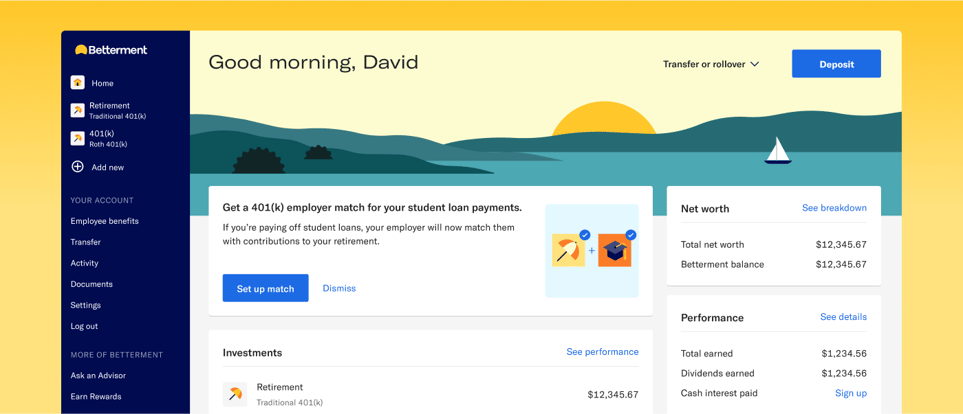 Betterment
Home
Retirement
Traditional 401(k)
401(k)
Roth 401(k)
Add new
YOUR ACCOUNT
Employee benefits
Transfer
Activity
Documents
Settings
Log out
MORE OF BETTERMENT
Ask an Advisor
Earn Rewards
Good morning, David
Transfer or rollover
Deposit
Get a 401(k) employer match for your student loan payments.
If you’re paying off student loans, your employer will now match them
with contributions to your retirement.
+
Set up match
Dismiss
Investments
See performance
Retirement
Traditional 401(k)
$12,345.67
Net worth
See breakdown
Total net worth
$12,345.67
Betterment balance
$12,345.67
Performance
See details
Total earned
$1,234.56
Dividends earned
$1,234.56
Cash interest paid
Sign up